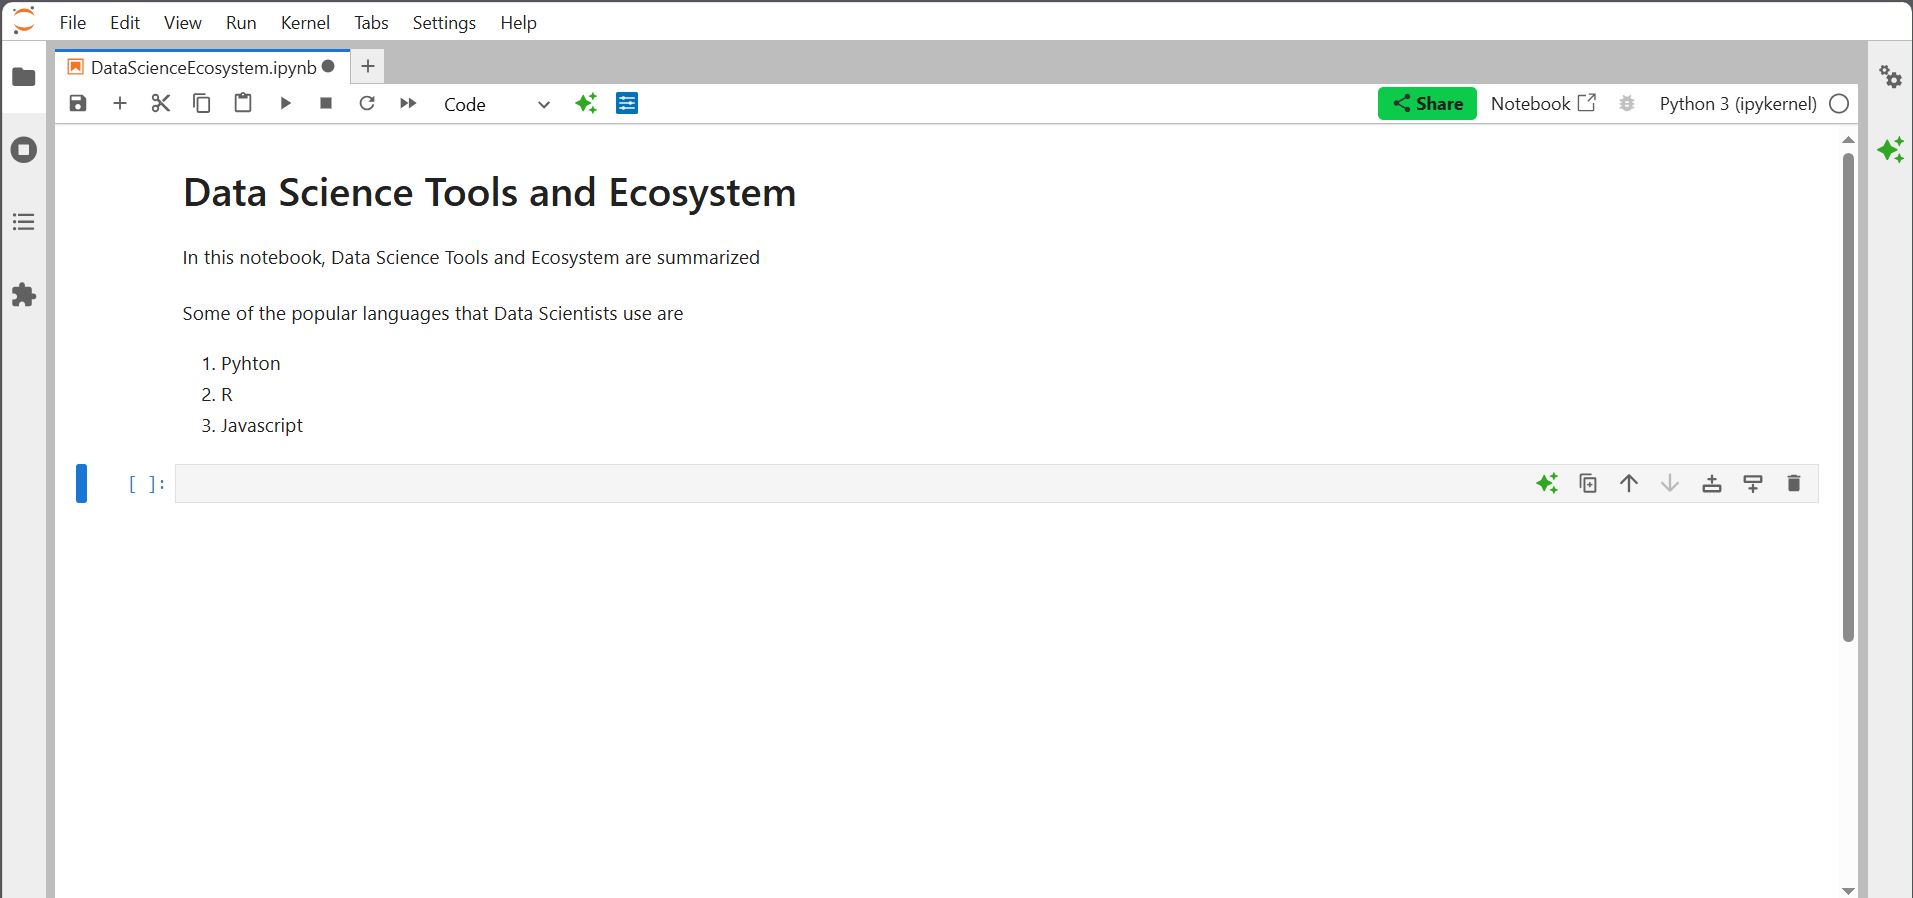 File Edit View Run Kernel Tabs Settings Help
DataScienceEcosystem.ipynb
Code Share Notebook Python 3 (ipykernel)
Data Science Tools and Ecosystem
In this notebook, Data Science Tools and Ecosystem are summarized
Some of the popular languages that Data Scientists use are
1. Pyhton
2. R
3. Javascript
[ ]: